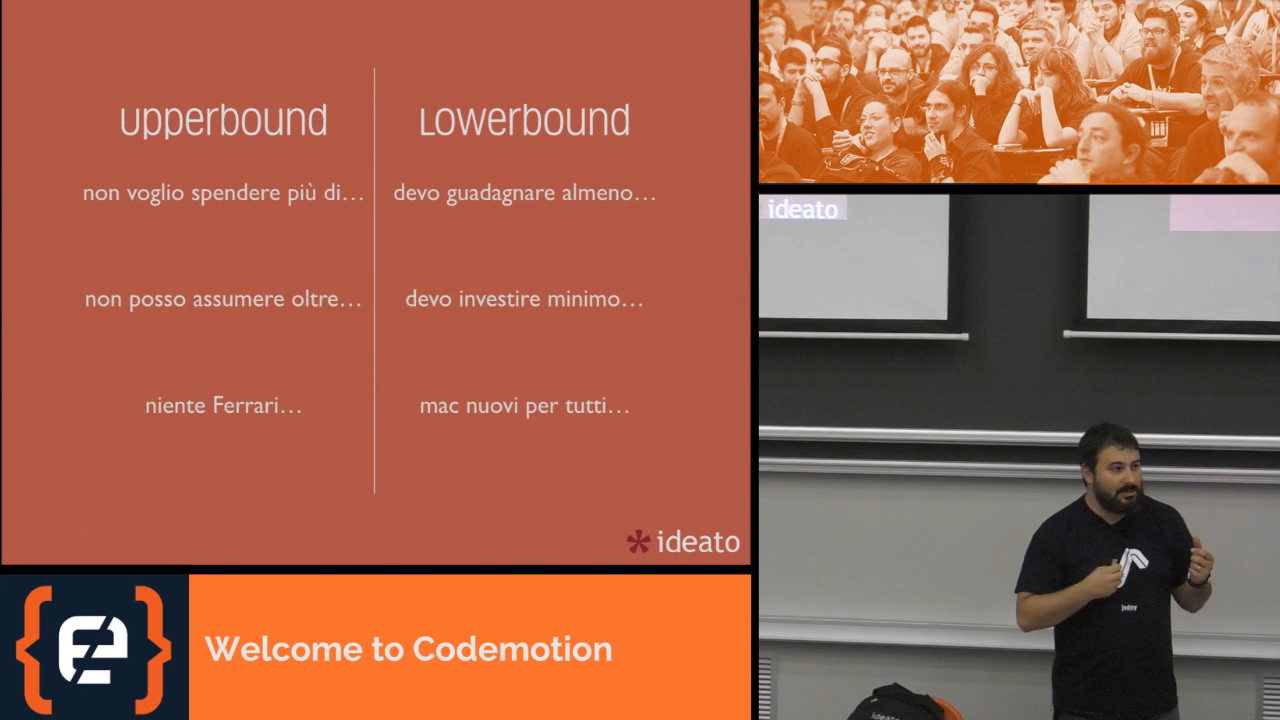 upperbound
Lowerbound
non voglio spendere più di...
devo guadagnare almeno...
non posso assumere oltre...
devo investire minimo...
niente Ferrari...
mac nuovi per tutti...
* ideato
Welcome to Codemotion
ideato
ideato